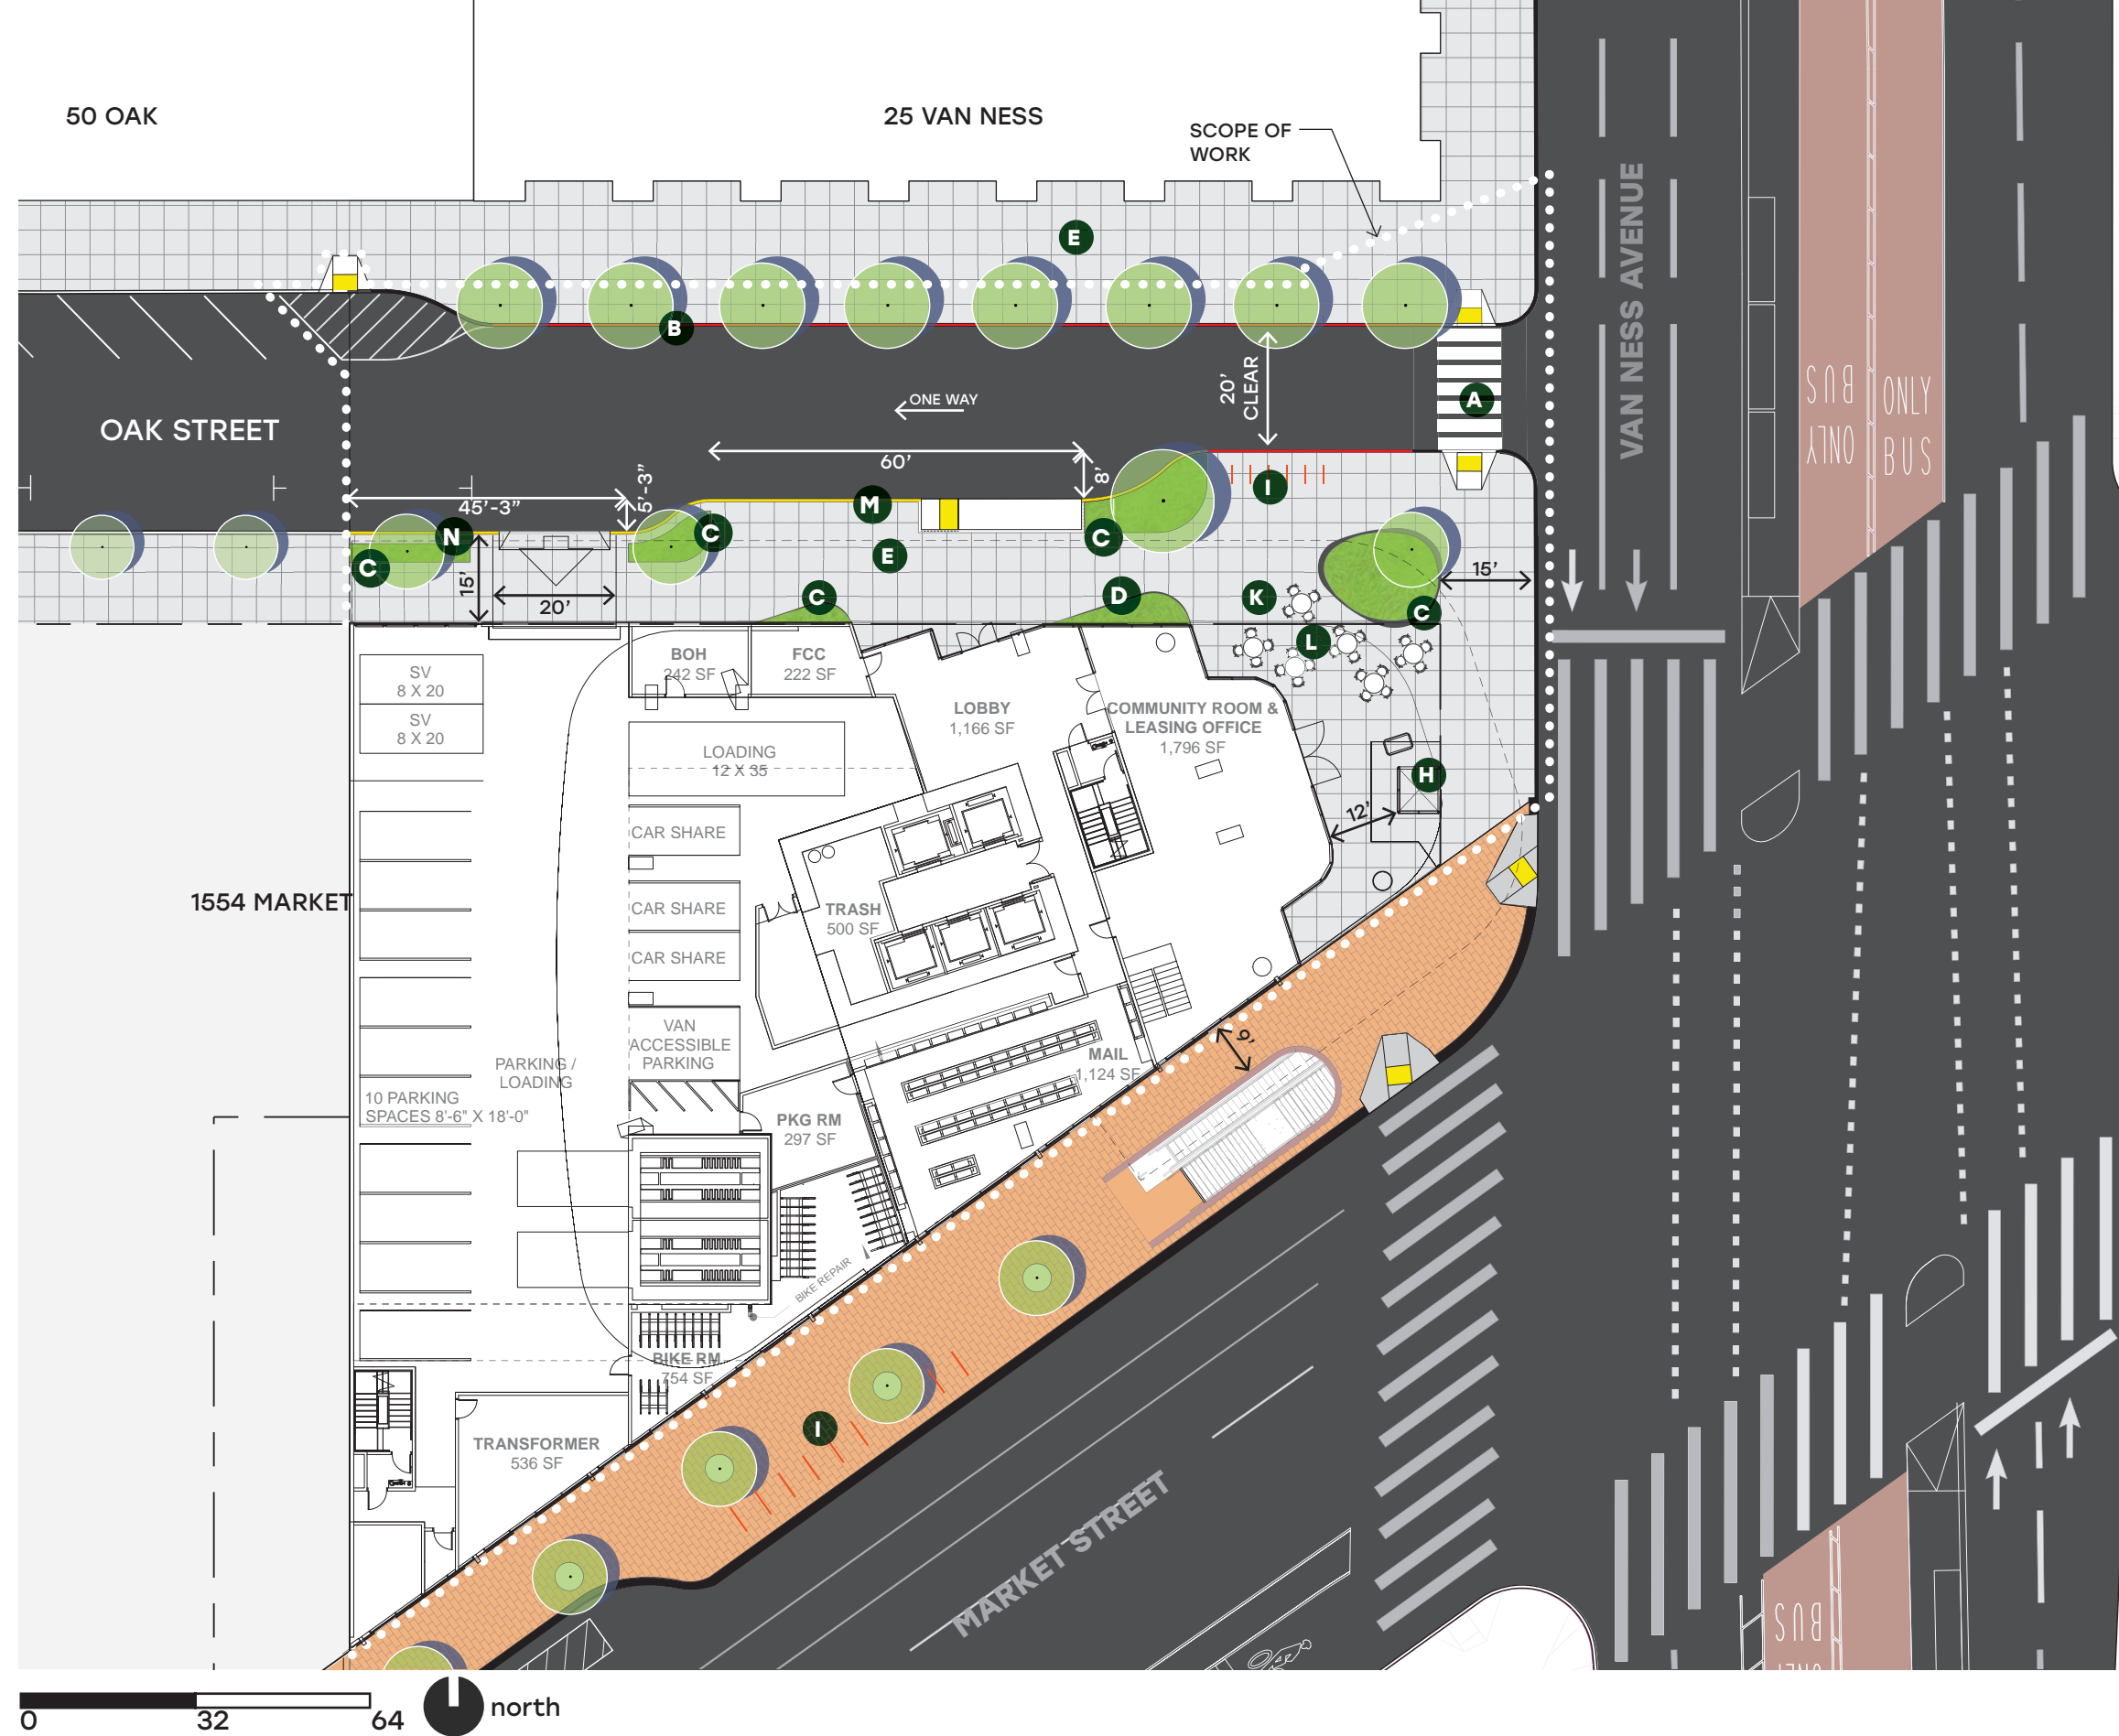 50 OAK
25 VAN NESS
SCOPE OF
WORK
E
B
VAN NESS AVENUE
20'
CLEAR
ONE WAY
A
BUS
ONLY
ONLY
BUS
OAK STREET
60'
8'
I
45'-3"
5'-3"
M
N
C
C
E
C
C
15'
20'
C
D
K
C
15'
L
BOH
242 SF
FCC
222 SF
SV
8 X 20
SV
8 X 20
LOBBY
1,166 SF
COMMUNITY ROOM &
LEASING OFFICE
1,796 SF
LOADING
12 X 35
H
12'
CAR SHARE
CAR SHARE
CAR SHARE
1554 MARKET
TRASH
500 SF
VAN
ACCESSIBLE
PARKING
PARKING /
LOADING
10 PARKING
SPACES 8'-6" X 18'-0"
MAIL
1,124 SF
9'
PKG RM
297 SF
BIKE REPAIR
BIKE RM
754 SF
I
TRANSFORMER
536 SF
MARKET STREET
BUS
0
32
64
north